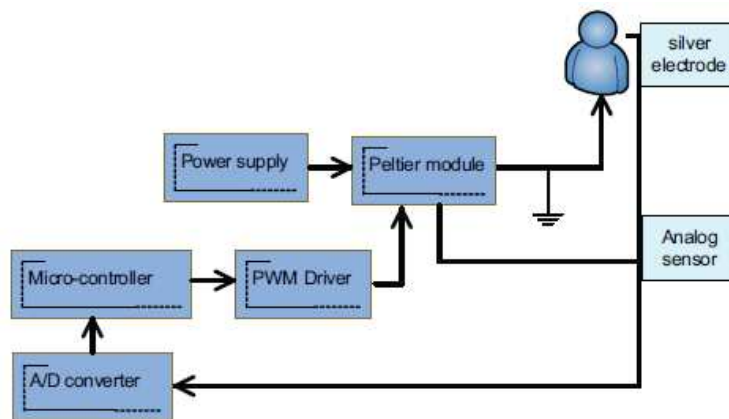 silver
electrode
Power supply
Peltier module
Analog
sensor
Micro-controller
PWM Driver
A/D converter